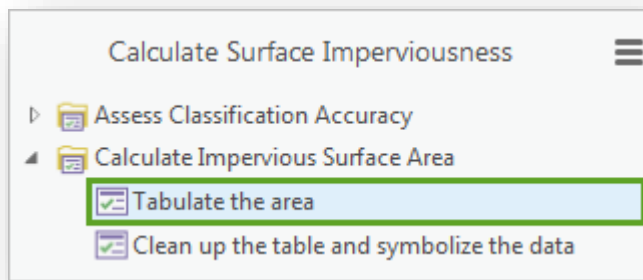 Calculate Surface Imperviousness
Assess Classification Accuracy
Calculate Impervious Surface Area
Tabulate the area
Clean up the table and symbolize the data